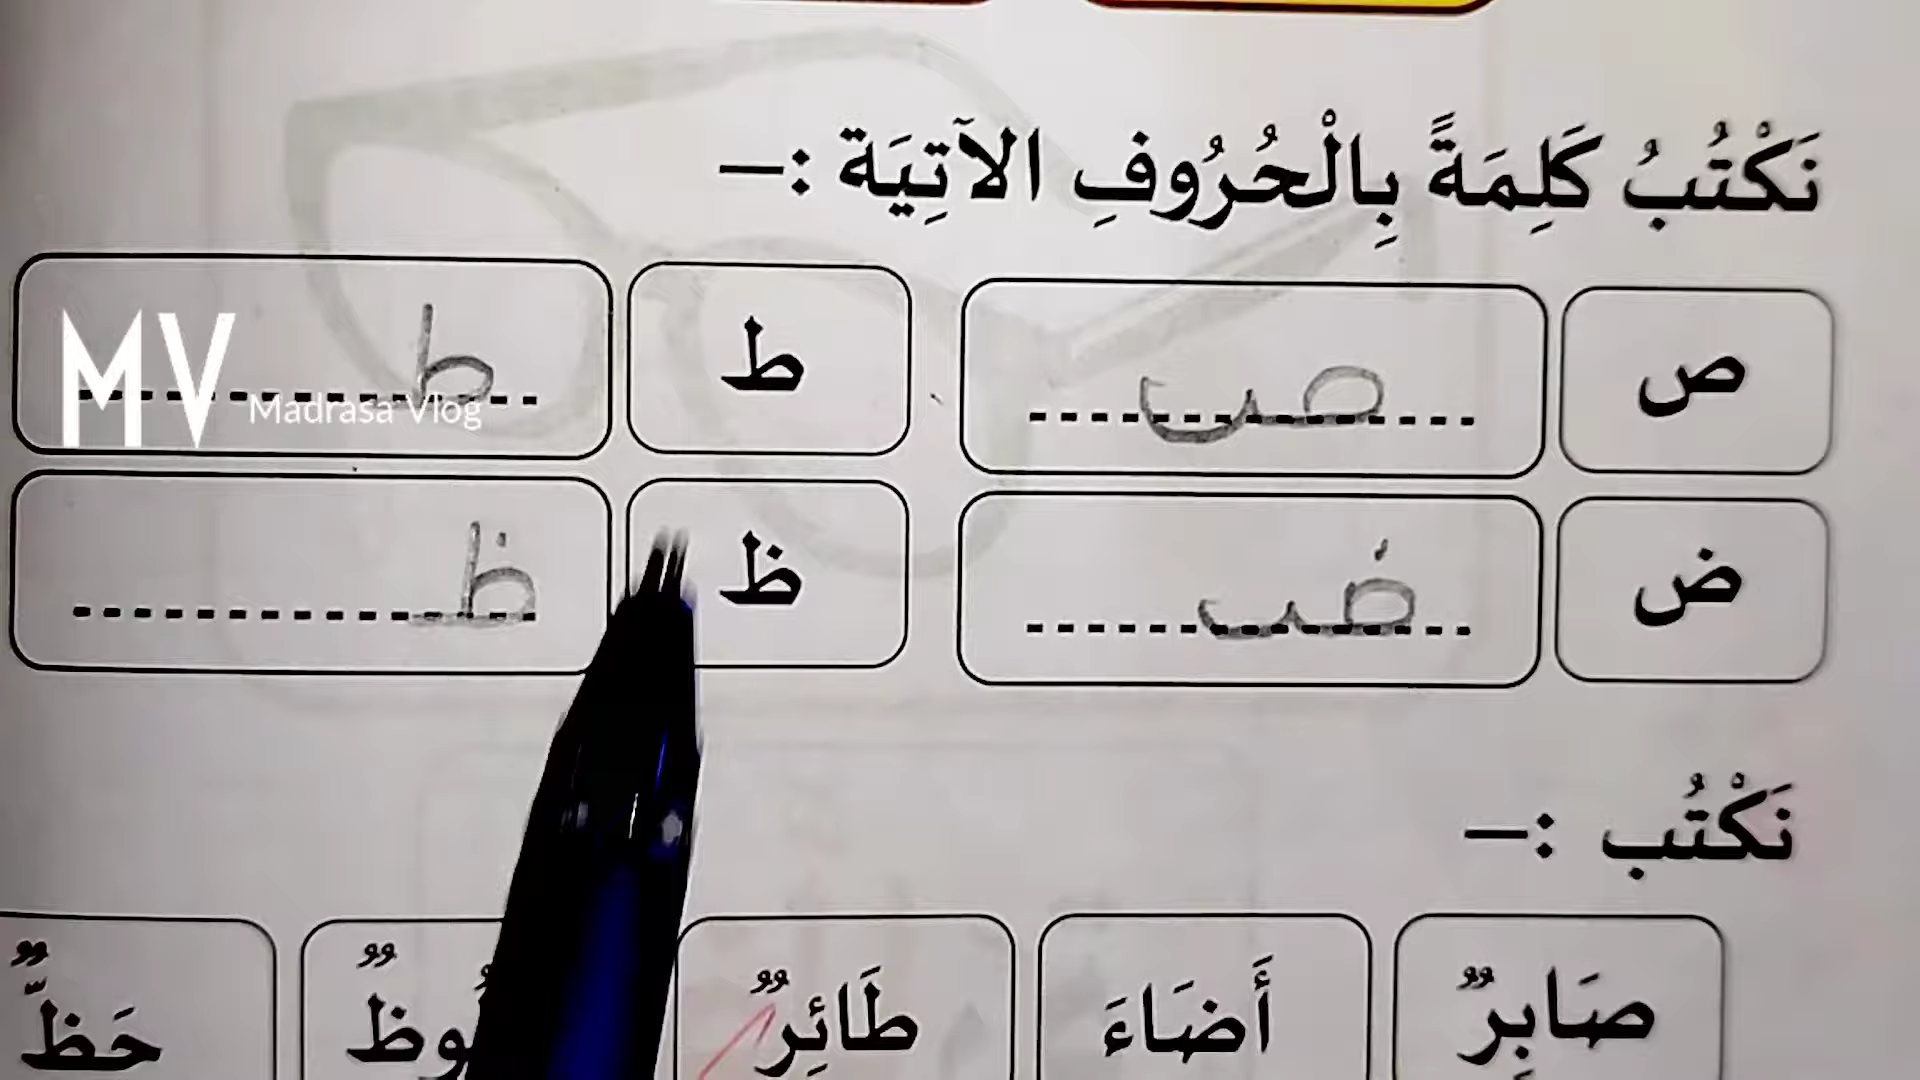 نَكْتُبُ كَلِمَةً بِالْحُرُوفِ الآتِيَة :–
ص ص ط ط
MV Madrasa Vlog
ض ض ظ ظ
نَكْتُب :–
صَابِرٌ أَضَاءَ طَائِرٌ حَظٌّ